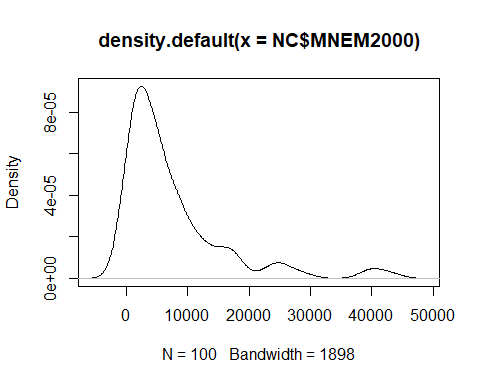 density.default(x = NC$MNEM2000)
Density
8e-05
4e-05
0e+00
0 10000 20000 30000 40000 50000
N = 100 Bandwidth = 1898